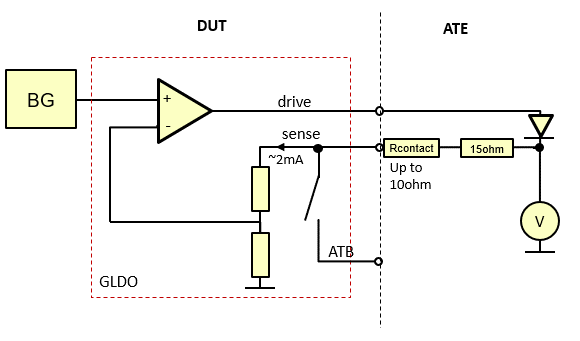 DUT
ATE
BG
+
-
drive
sense
~2mA
Rcontact
15ohm
Up to
10ohm
V
ATB
GLDO